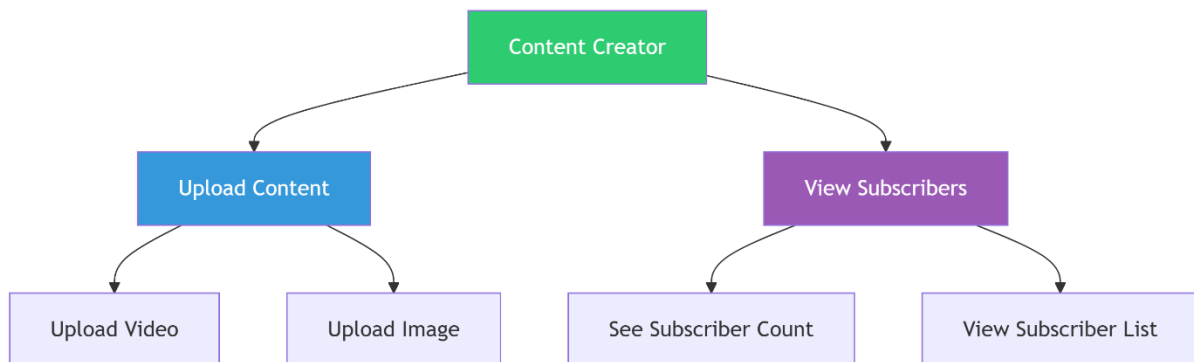 Content Creator
Upload Content
View Subscribers
Upload Video
Upload Image
See Subscriber Count
View Subscriber List